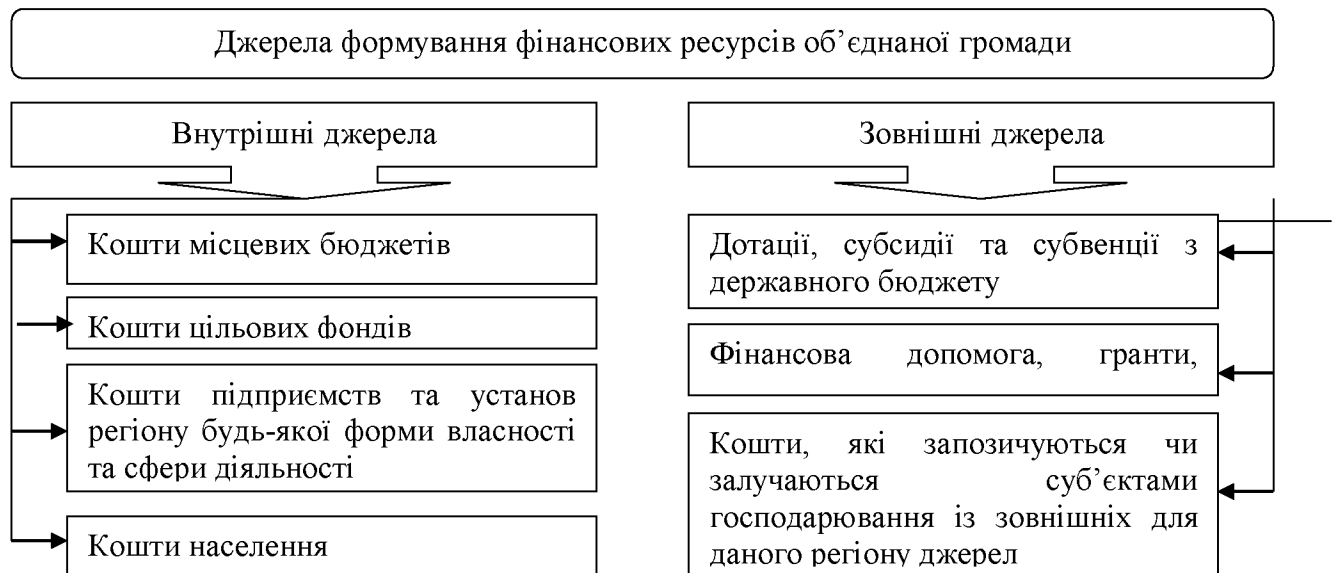 Джерела формування фінансових ресурсів об’єднаної громади
Внутрішні джерела
Кошти місцевих бюджетів
Кошти цільових фондів
Кошти підприємств та установ
регіону будь-якої форми власності
та сфери діяльності
Кошти населення
Зовнішні джерела
Дотації, субсидії та субвенції з
державного бюджету
Фінансова допомога, гранти,
Кошти, які запозичуються чи
залучаються суб’єктами
господарювання із зовнішніх для
даного регіону джерел